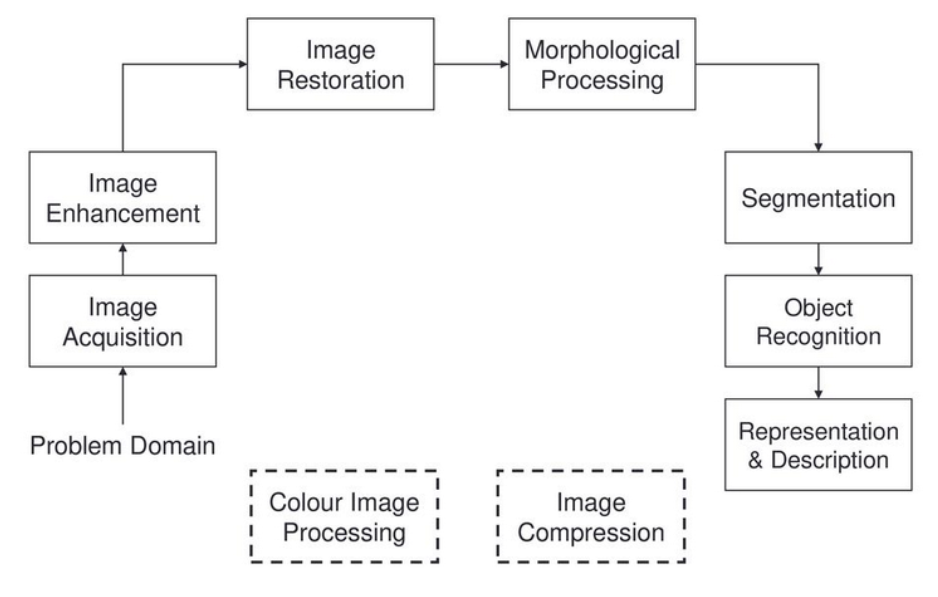 Image
Restoration
Morphological
Processing
Image
Enhancement
Segmentation
Image
Acquisition
Object
Recognition
Problem Domain
Representation
& Description
Colour Image
Processing
Image
Compression